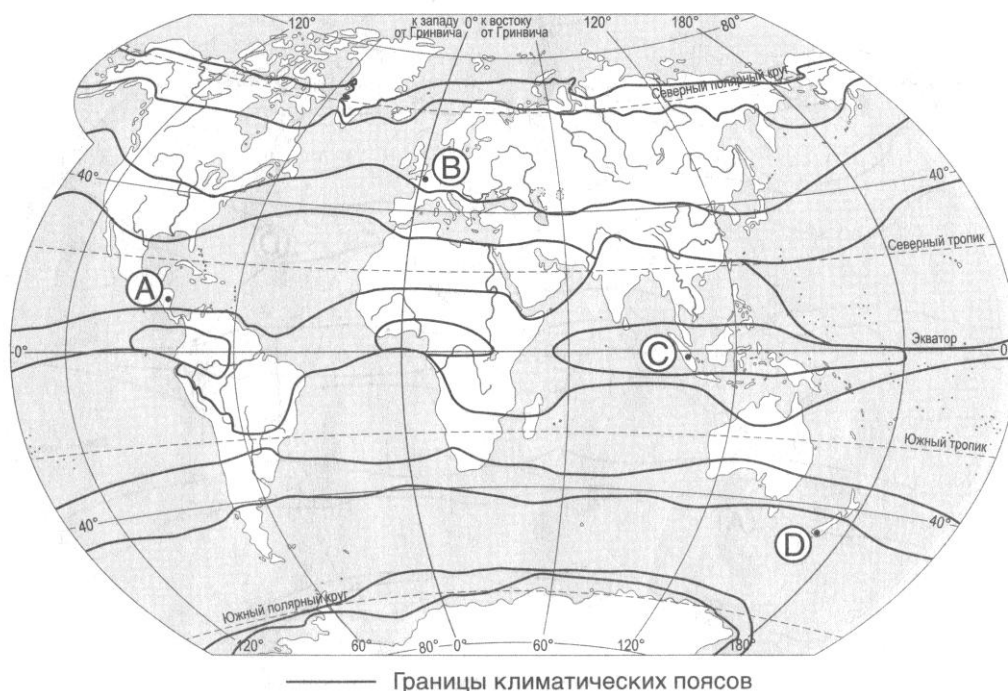 120°
к западу
от Гринвича
0°
к востоку
от Гринвича
120°
180°
80°
Северный полярный круг
B
40°
40°
Северный тропик
A
Экватор
0°
C
0°
Южный тропик
40°
40°
D
Южный полярный круг
120°
80°
60°
0°
60°
80°
120°
180°
Границы климатических поясов